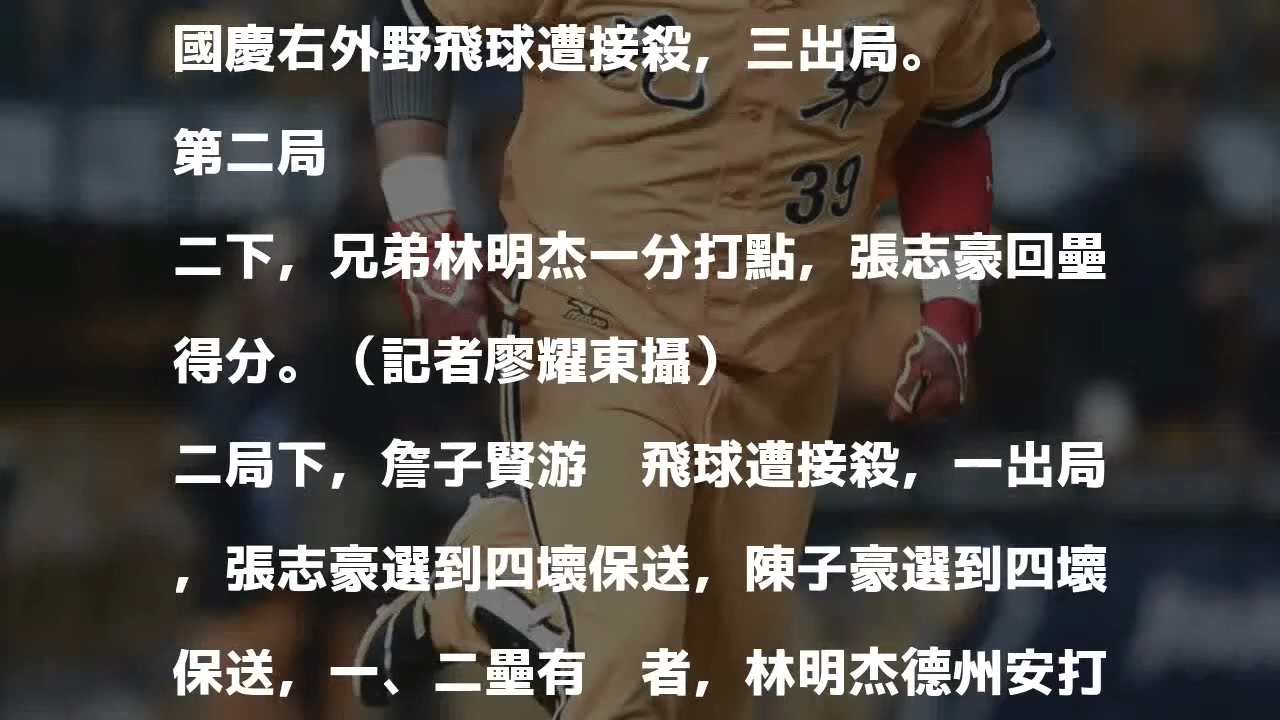 國慶右外野飛球遭接殺，三出局。
第二局
二下，兄弟林明杰一分打點，張志豪回壘
得分。（記者廖耀東攝）
二局下，詹子賢游　飛球遭接殺，一出局
，張志豪選到四壞保送，陳子豪選到四壞
保送，一、二壘有　者，林明杰德州安打
兄弟
39